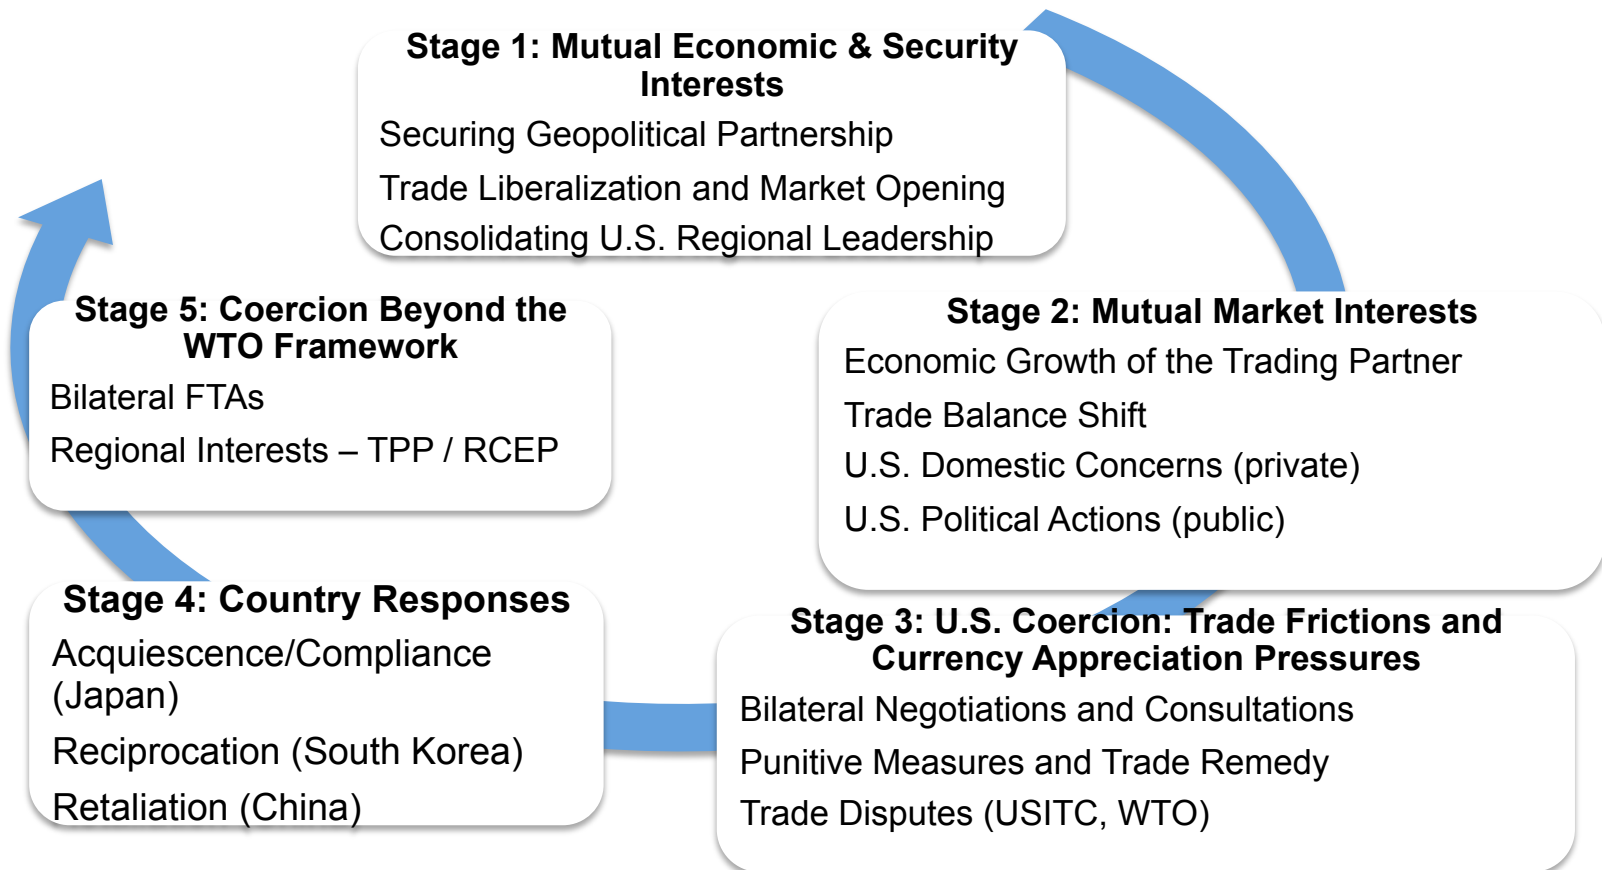 Stage 1: Mutual Economic & Security
Interests
Securing Geopolitical Partnership
Trade Liberalization and Market Opening
Consolidating U.S. Regional Leadership
Stage 2: Mutual Market Interests
Economic Growth of the Trading Partner
Trade Balance Shift
U.S. Domestic Concerns (private)
U.S. Political Actions (public)
Stage 3: U.S. Coercion: Trade Frictions and
Currency Appreciation Pressures
Bilateral Negotiations and Consultations
Punitive Measures and Trade Remedy
Trade Disputes (USITC, WTO)
Stage 4: Country Responses
Acquiescence/Compliance
(Japan)
Reciprocation (South Korea)
Retaliation (China)
Stage 5: Coercion Beyond the
WTO Framework
Bilateral FTAs
Regional Interests – TPP / RCEP